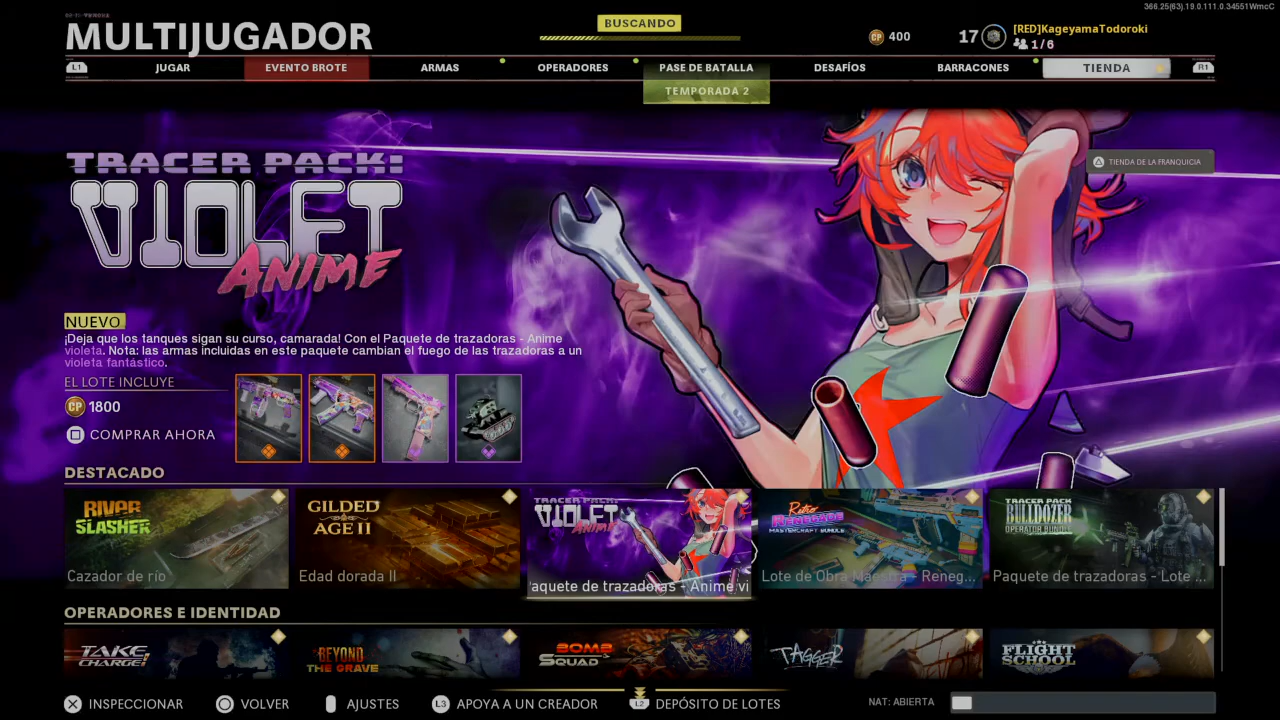 366.25(63).19.0.111.0.34551WmcC
MULTIJUGADOR
BUSCANDO
400
17
[RED]KageyamaTodoroki
1/6
L1
JUGAR
EVENTO BROTE
ARMAS
OPERADORES
PASE DE BATALLA
DESAFÍOS
BARRACONES
TIENDA
R1
TEMPORADA 2
TIENDA DE LA FRANQUICIA
TRACER PACK:
VIOLET
ANIME
NUEVO
¡Deja que los tanques sigan su curso, camarada! Con el Paquete de trazadoras - Anime
violeta. Nota: las armas incluidas en este paquete cambian el fuego de las trazadoras a un
violeta fantástico.
EL LOTE INCLUYE
CP 1800
COMPRAR AHORA
DESTACADO
RIVER
SLASHER
Cazador de río
GILDED
AGE II
Edad dorada II
TRACER PACK:
VIOLET
ANIME
aquete de trazadoras - Anime vi
Retro
RENEGADE
MASTERCRAFT BUNDLE
Lote de Obra Maestra - Reneg...
TRACER PACK
BULLDOZER
OPERATOR BUNDLE
Paquete de trazadoras - Lote ...
OPERADORES E IDENTIDAD
TAKE
CHARGE!
BEYOND
THE GRAVE
BOMB
SQUAD
TAGGER
FLIGHT
SCHOOL
INSPECCIONAR
VOLVER
AJUSTES
L3 APOYA A UN CREADOR
L2 DEPÓSITO DE LOTES
NAT: ABIERTA